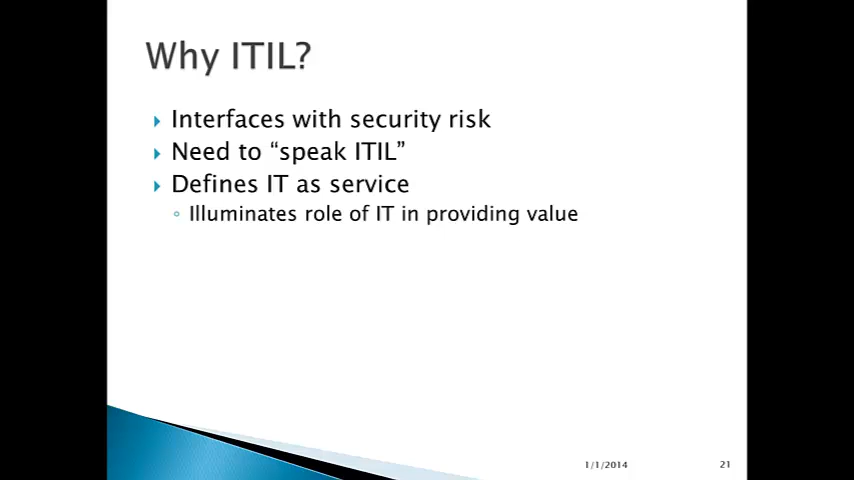 Why ITIL?
Interfaces with security risk
Need to “speak ITIL”
Defines IT as service
Illuminates role of IT in providing value
1/1/2014
21